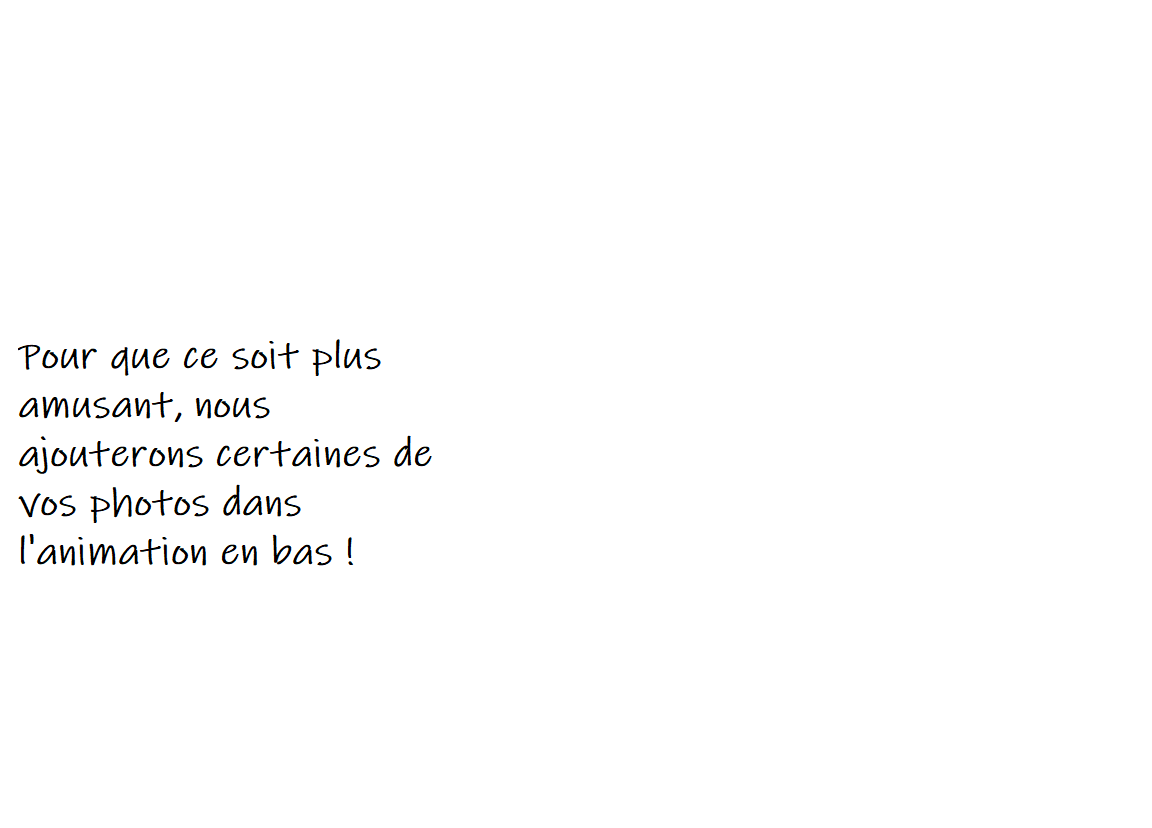 Pour que ce soit plus
amusant, nous
ajouterons certaines de
vos photos dans
l'animation en bas !